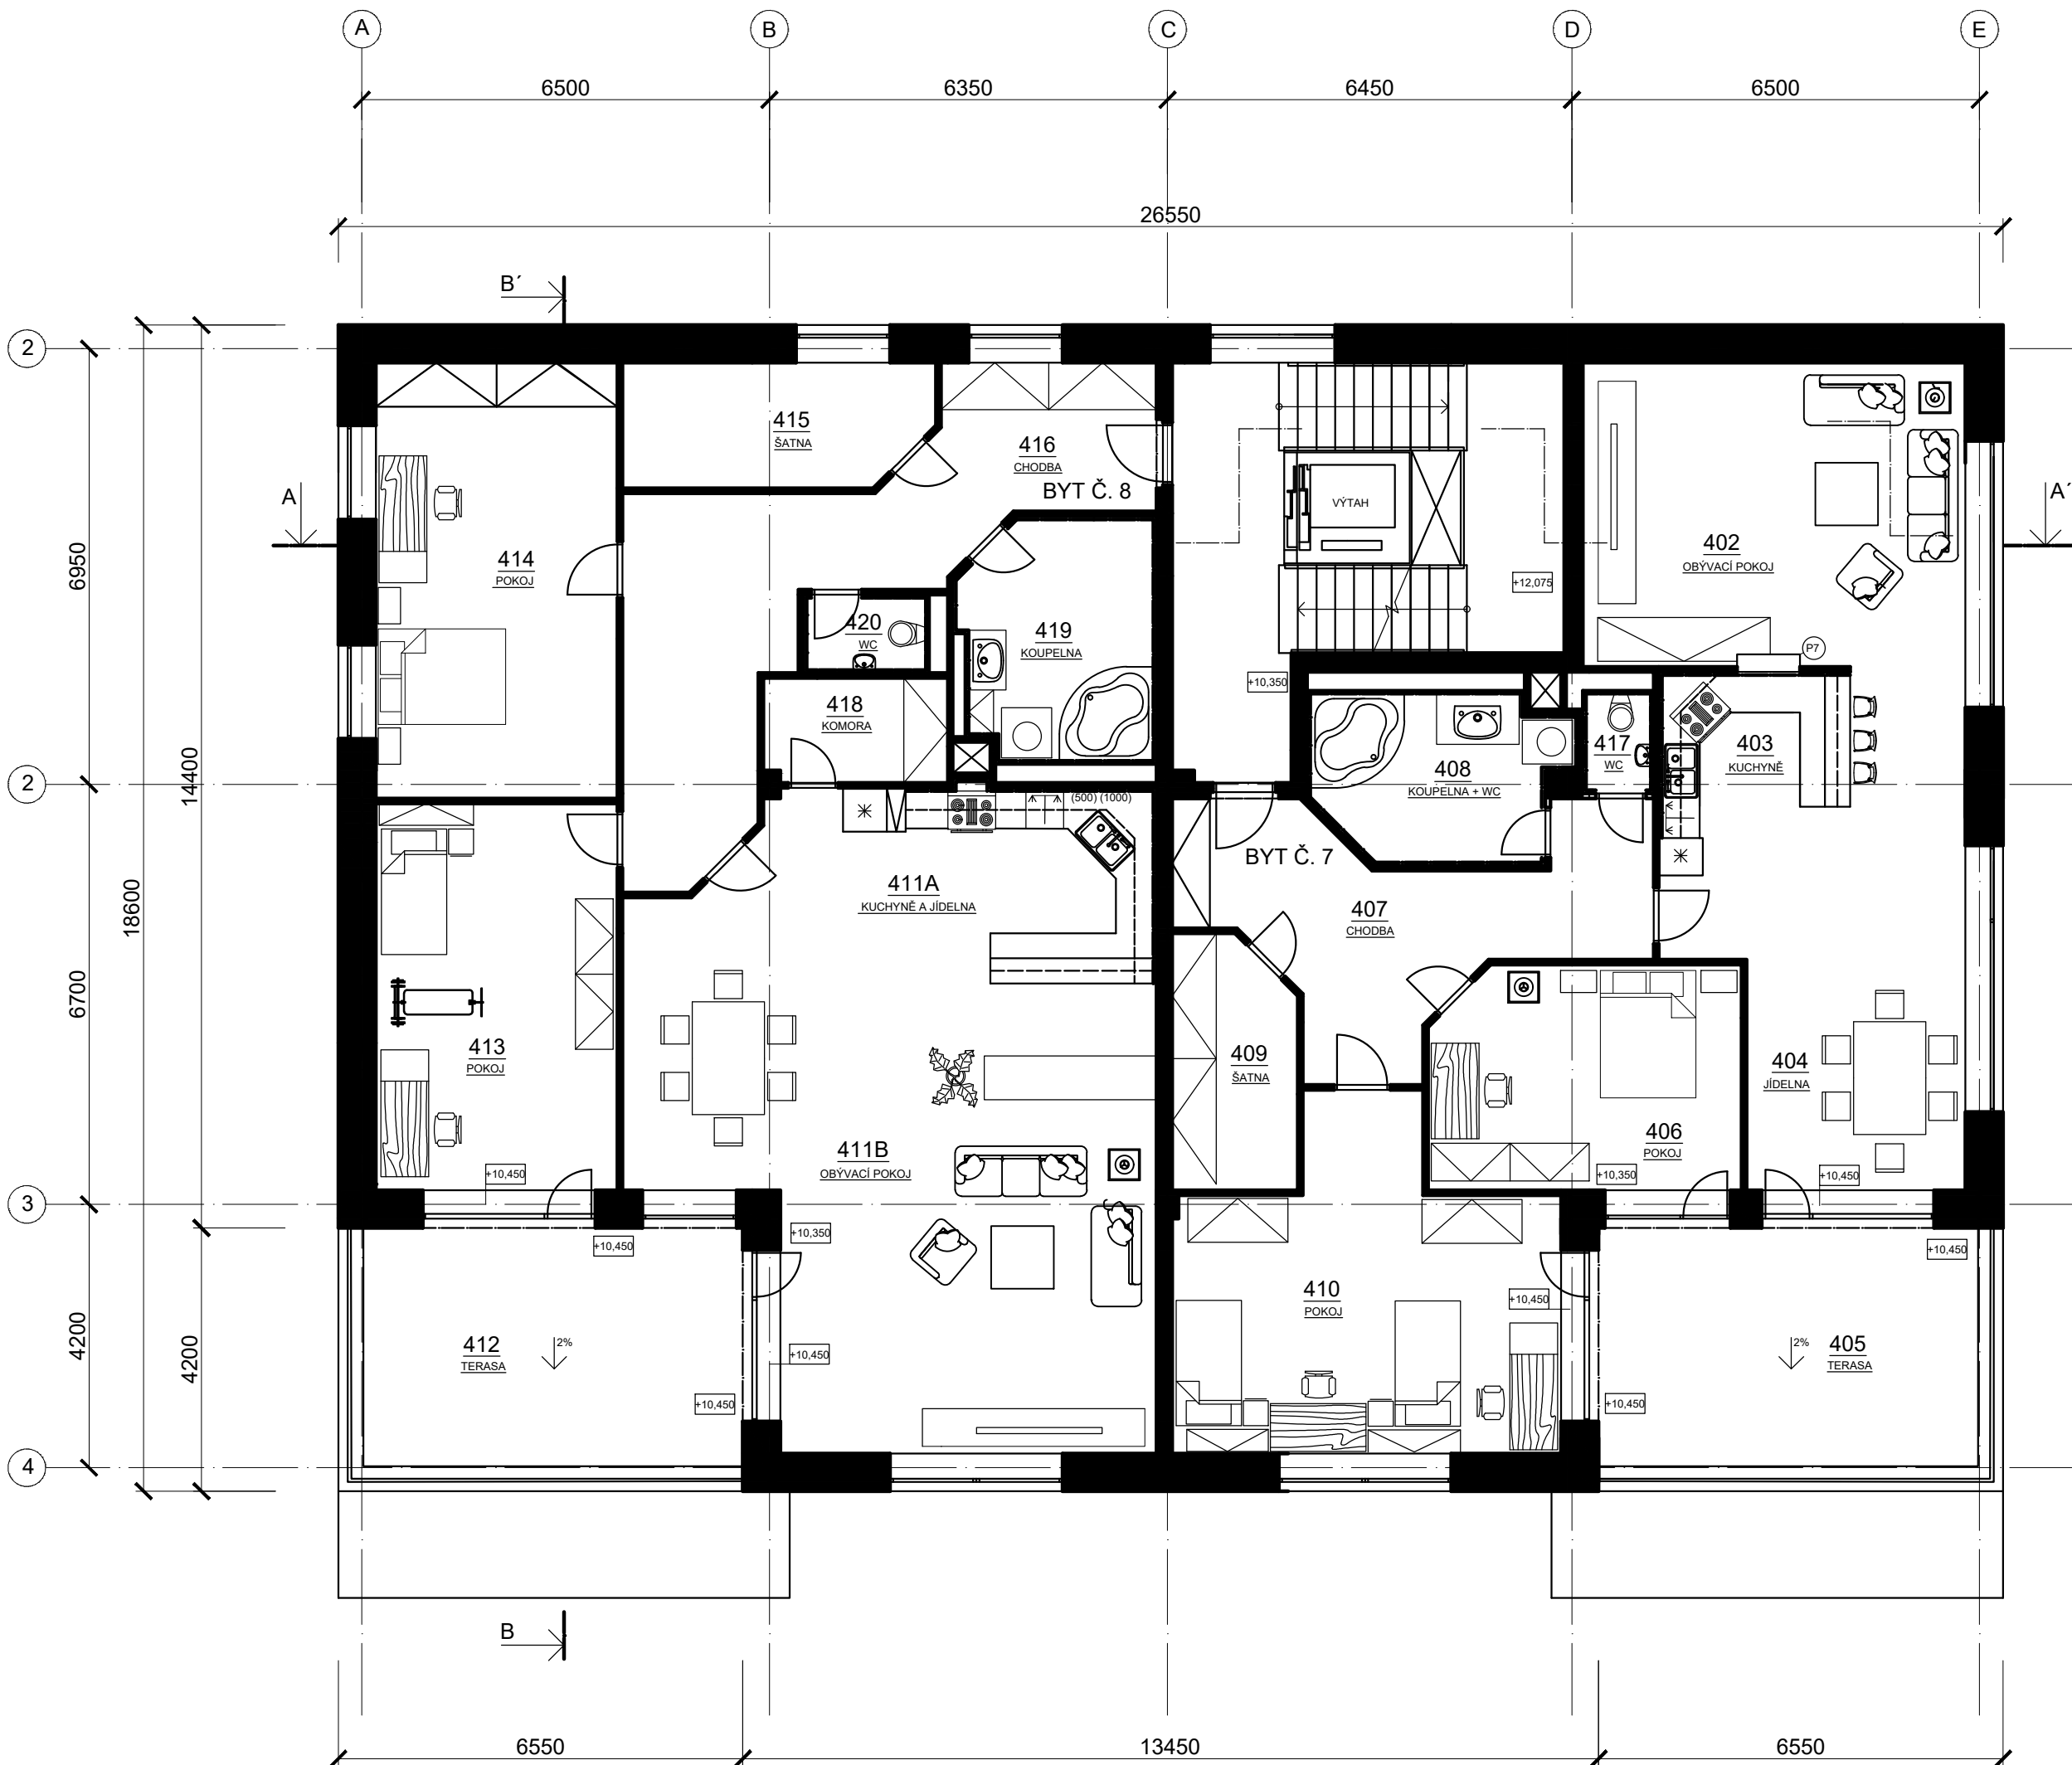 A
B
C
D
E
6500
6350
6450
6500
26550
B´
2
415
ŠATNA
416
CHODBA
BYT Č. 8
A
A´
VÝTAH
402
OBÝVACÍ POKOJ
414
POKOJ
6950
+12,075
420
WC
419
KOUPELNA
P7
+10,350
418
KOMORA
417
WC
403
KUCHYNĚ
408
KOUPELNA + WC
2
14400
(500) (1000)
BYT Č. 7
411A
KUCHYNĚ A JÍDELNA
18600
407
CHODBA
6700
413
POKOJ
409
ŠATNA
404
JÍDELNA
406
POKOJ
411B
OBÝVACÍ POKOJ
+10,450
+10,350
+10,450
3
+10,350
+10,450
+10,450
410
POKOJ
+10,450
4200
4200
412
TERASA
2%
+10,450
2%
405
TERASA
+10,450
+10,450
4
B
6550
13450
6550